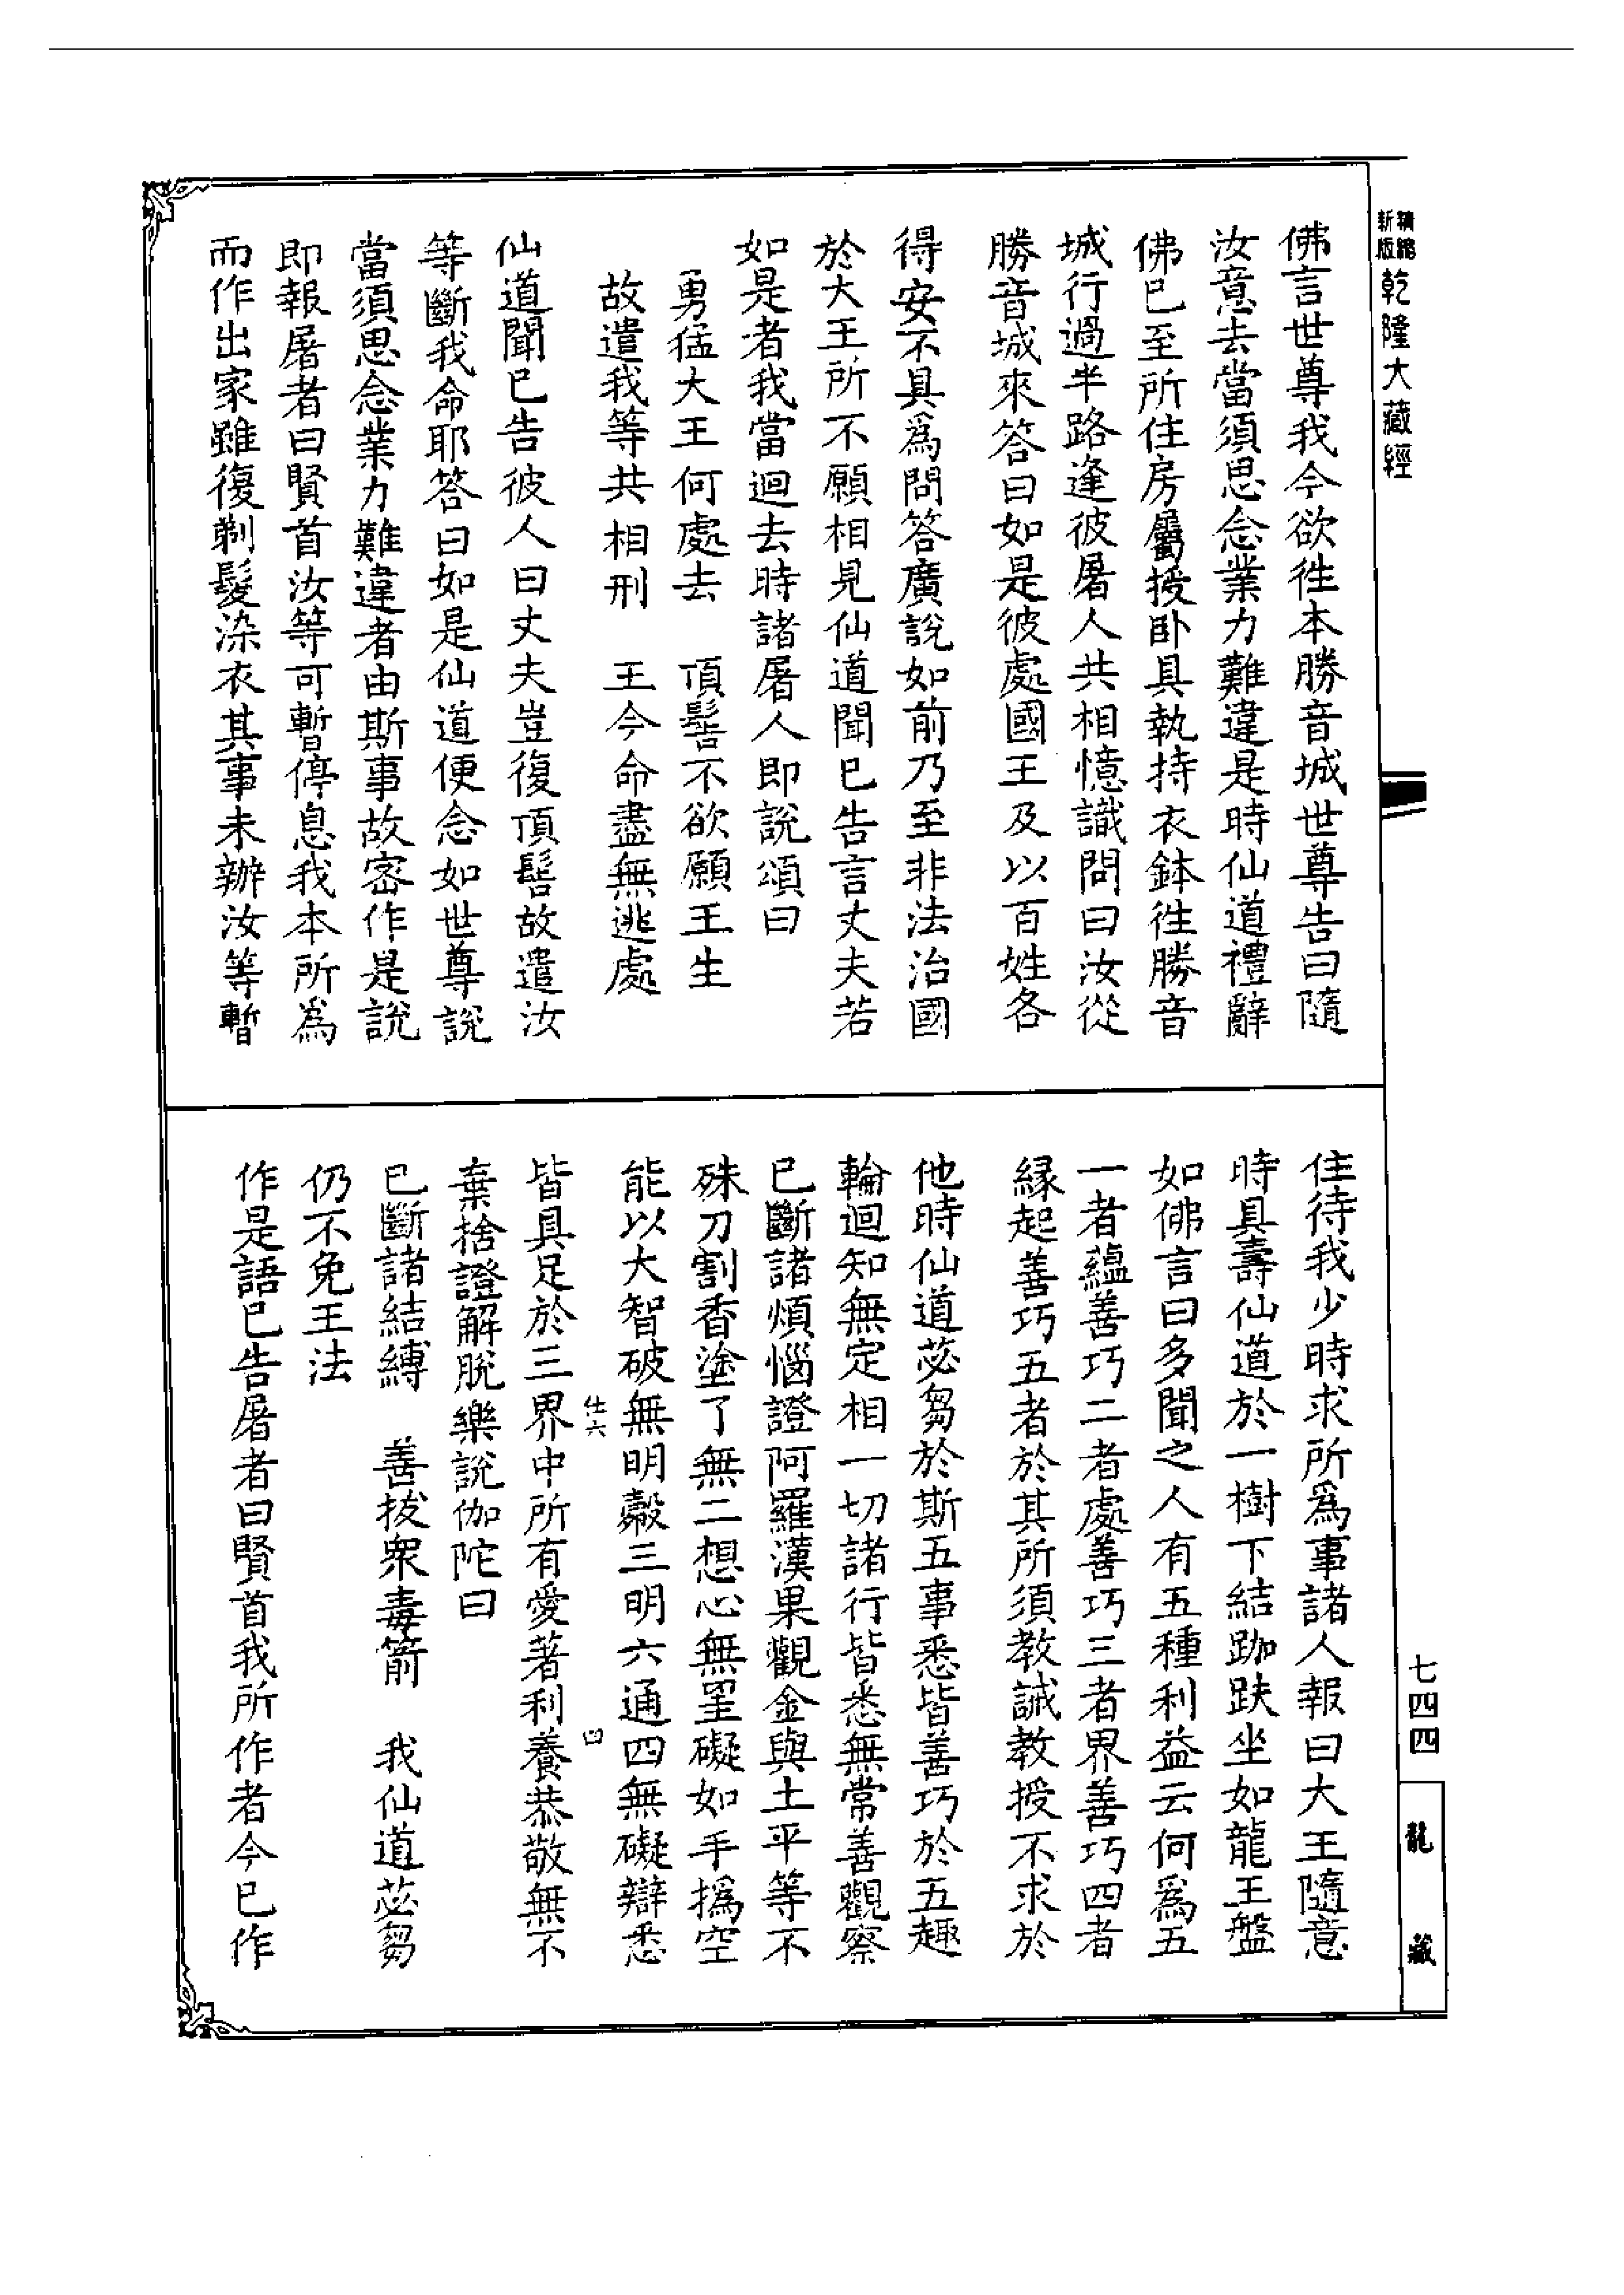 精縮新版乾隆大藏經
佛言世尊我今欲徃本勝音城世尊告曰隨
汝意去當須思念業力難違是時仙道禮辭
佛已至所住房屬授卧具執持衣鉢徃勝音
城行過半路逢彼屠人共相憶識問曰汝從
勝音城來答曰如是彼處國王及以百姓各
得安不具爲問答廣說如前乃至非法治國
於大王所不願相見仙道聞已告言丈夫若
如是者我當迴去時諸屠人即說頌曰
勇猛大王何處去　頂髻不欲願王生
故遣我等共相刑　王今命盡無逃處
仙道聞已告彼人曰丈夫豈復頂髻故遣汝
等斷我命耶答曰如是仙道便念如世尊說
當須思念業力難違者由斯事故密作是說
即報屠者曰賢首汝等可暫停息我本所爲
而作出家雖復剃髮染衣其事未辦汝等暫
住待我少時求所爲事諸人報曰大王隨意
時具壽仙道於一樹下結跏趺坐如龍王盤
如佛言曰多聞之人有五種利益云何爲五
一者蘊善巧二者處善巧三者界善巧四者
縁起善巧五者於其所須教誡教授不求於
他時仙道苾芻於斯五事悉皆善巧於五趣
輪迴知無定相一切諸行皆悉無常善觀察
已斷諸煩惱證阿羅漢果觀金與土平等不
殊刀割香塗了無二想心無罣礙如手撝空
能以大智破無明㲉三明六通四無礙辯悉
仕六　四
皆具足於三界中所有愛著利養恭敬無不
棄捨證解脫樂說伽陀曰
已斷諸結縛　善拔衆毒箭　我仙道苾芻
仍不免王法
作是語已告屠者曰賢首我所作者今已作
七四四
龍藏